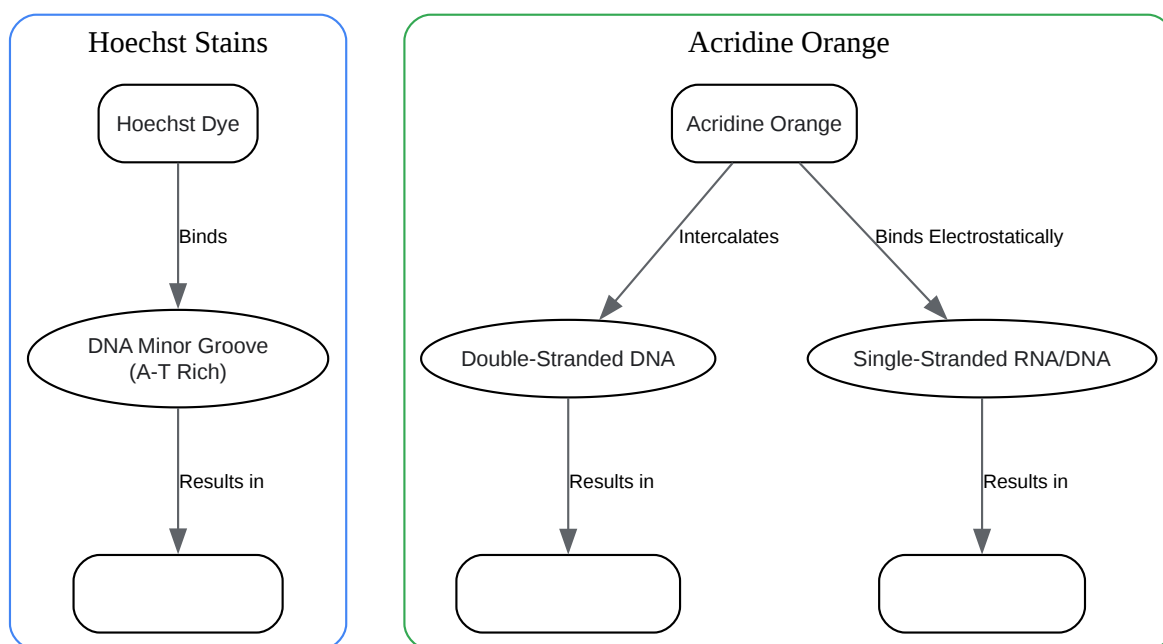 Hoechst Stains
Hoechst Dye
Binds
DNA Minor Groove
(A-T Rich)
Results in
Acridine Orange
Acridine Orange
Intercalates
Binds Electrostatically
Double-Stranded DNA
Single-Stranded RNA/DNA
Results in
Results in